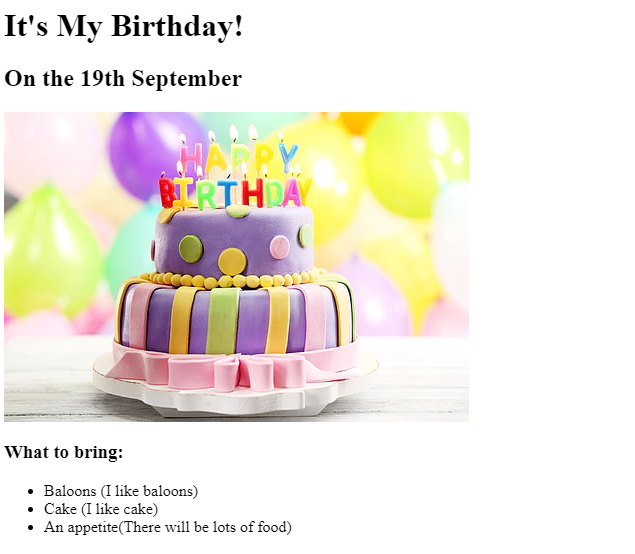 It's My Birthday!
On the 19th September
HAPPY
BIRTHDAY
What to bring:
Baloons (I like baloons)
Cake (I like cake)
An appetite(There will be lots of food)